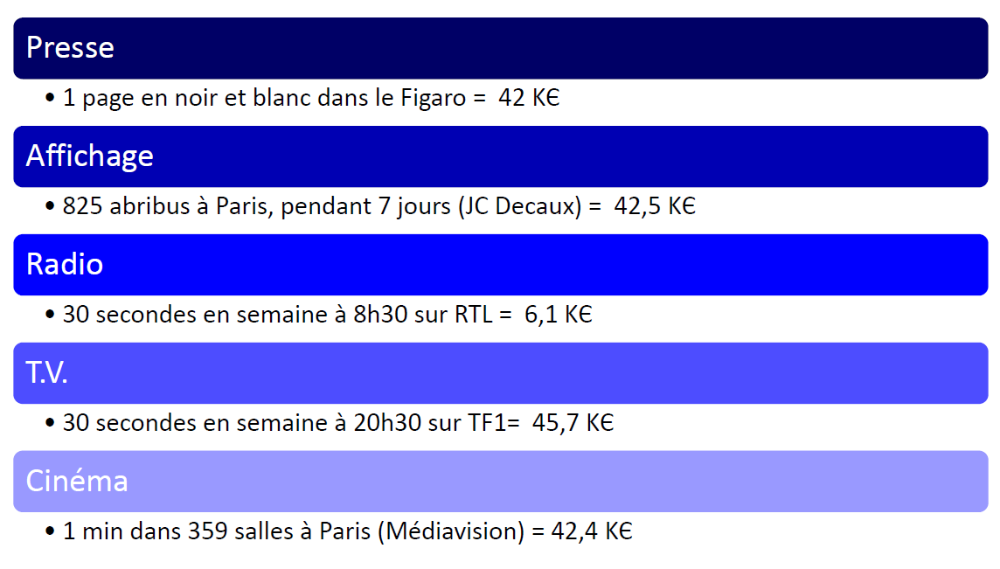 Presse
• 1 page en noir et blanc dans le Figaro =  42 K€
Affichage
• 825 abribus à Paris, pendant 7 jours (JC Decaux) =  42,5 K€
Radio
• 30 secondes en semaine à 8h30 sur RTL =  6,1 K€
T.V.
• 30 secondes en semaine à 20h30 sur TF1=  45,7 K€
Cinéma
• 1 min dans 359 salles à Paris (Médiavision) = 42,4 K€